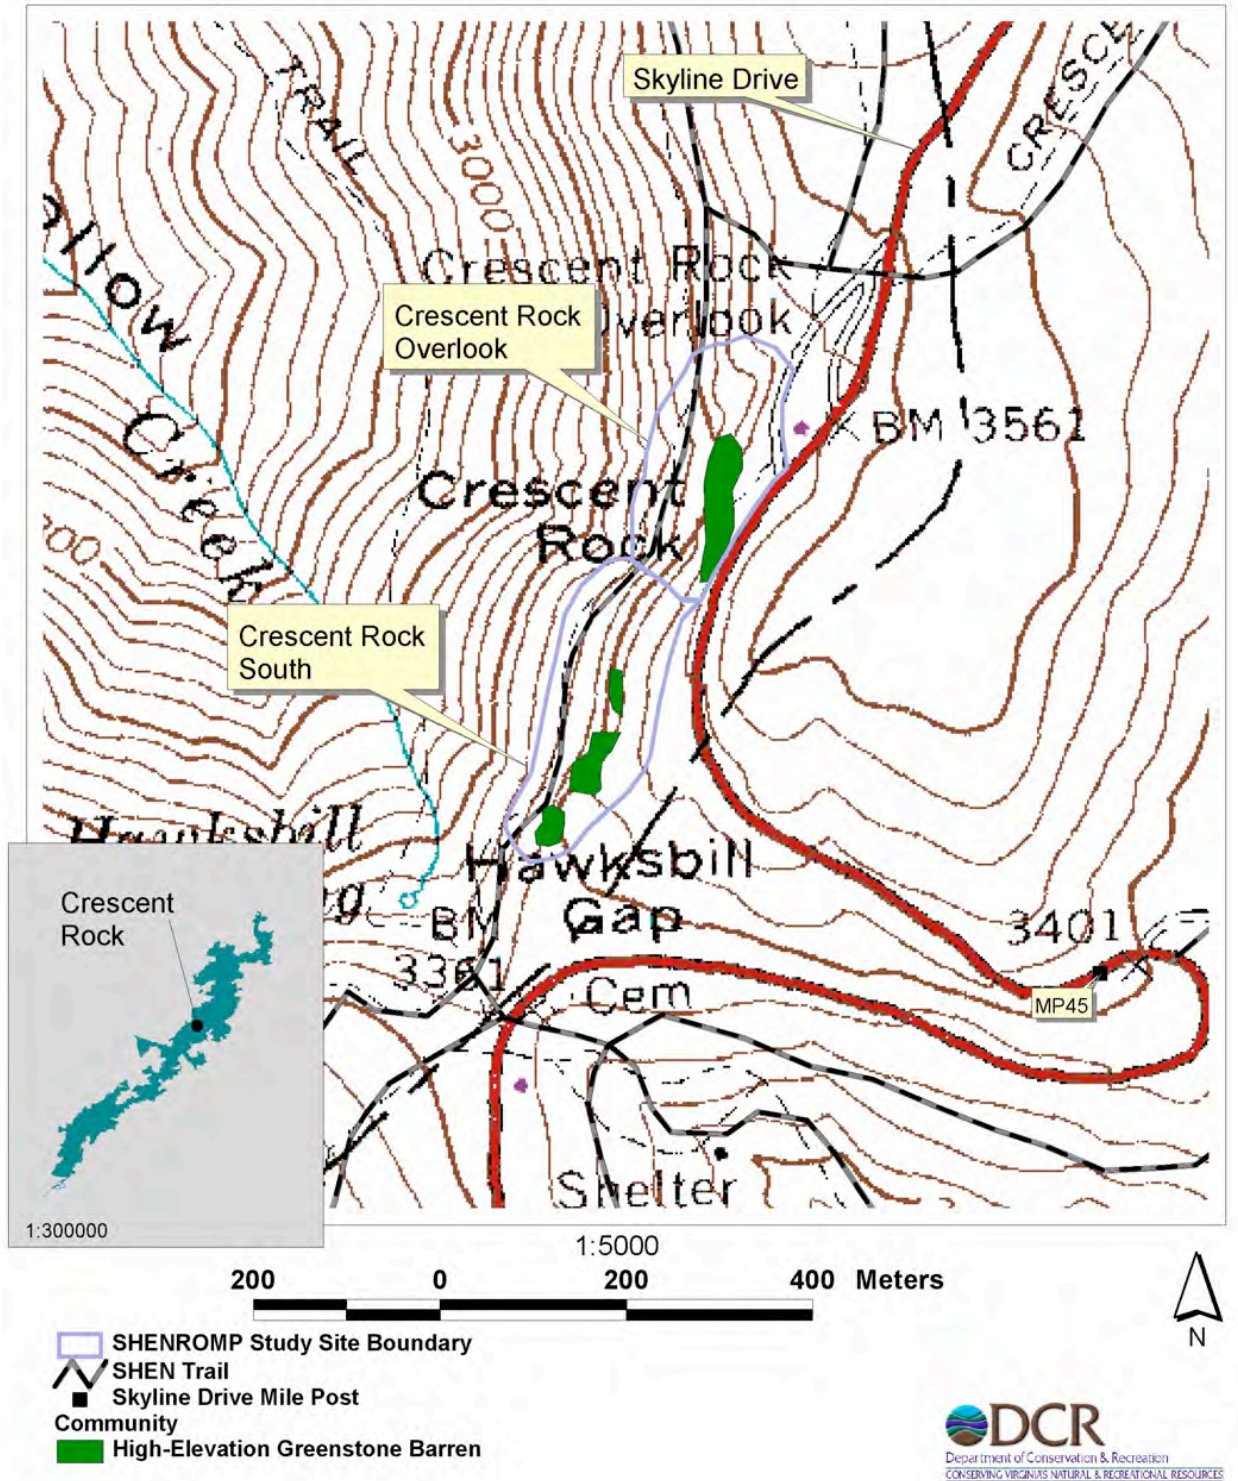 Skyline Drive
TRAIL
CRESCE
3000
ollow
Creek
Crescent Rock
Overlook
Crescent Rock
Overlook
BM 3561
Crescent
Rock
00
Crescent Rock
South
Hawksbill
Hawksbill
Gap
BM
3361
3401
MP45
Cem
Shelter
Crescent
Rock
1:300000
1:5000
200 0 200 400 Meters
N
SHENROMP Study Site Boundary
SHEN Trail
Skyline Drive Mile Post
Community
High-Elevation Greenstone Barren
DCR
Department of Conservation & Recreation
CONSERVING VIRGINIA'S NATURAL & RECREATIONAL RESOURCES